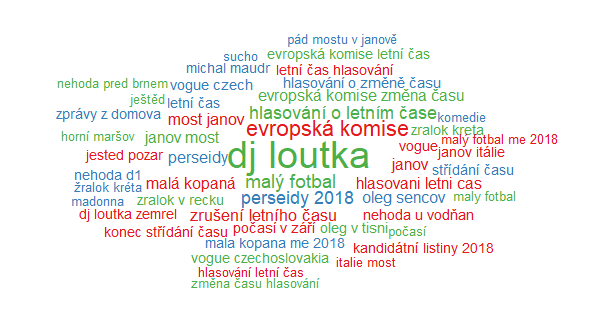 pád mostu v janově
sucho evropská komise letní čas
michal maudr letní čas hlasování
nehoda pred brnem vogue czech hlasování o změně času
ještěd letní čas evropská komise změna času
zprávy z domova most janov hlasování o letním čase komedie
horní maršov janov most evropská komise zralok kreta
jested pozar perseidy dj loutka vogue malý fotbal me 2018
janov itálie
nehoda d1 malá kopaná malý fotbal hlasovani letni cas janov střídání času
žralok kréta
madonna zralok v recku perseidy 2018 oleg sencov maly fotbal
dj loutka zemrel zrušení letního času nehoda u vodňan
konec střídání času počasí v září oleg v tisni počasí
mala kopana me 2018 kandidátní listiny 2018
vogue czechoslovakia italie most
hlasování letní čas
změna času hlasování